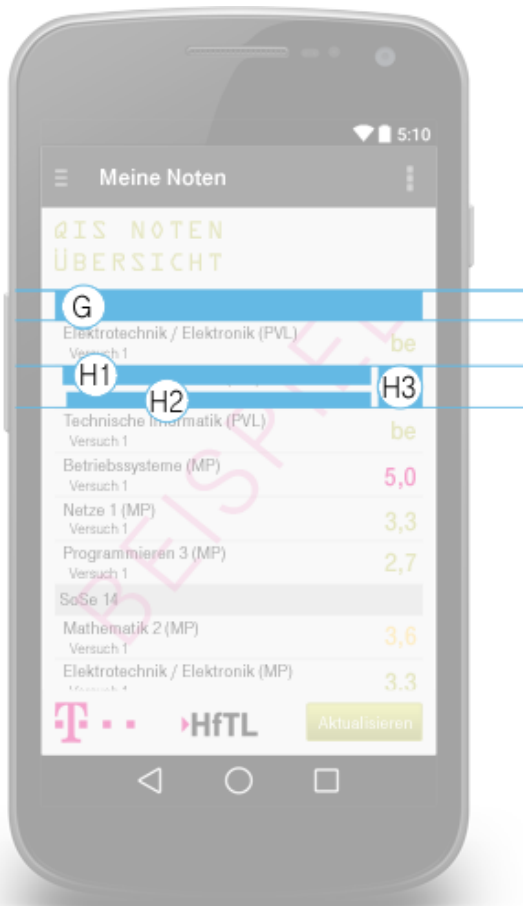 5:10
Meine Noten
QIS NOTEN
ÜBERSICHT
G
Elektrotechnik / Elektronik (PVL)
be
Versuch 1
H1
H2
H3
Technische Informatik (PVL)
be
Versuch 1
Betriebssysteme (MP)
5,0
Versuch 1
Netze 1 (MP)
3,3
Versuch 1
Programmieren 3 (MP)
2,7
Versuch 1
SoSe 14
Mathematik 2 (MP)
3,6
Versuch 1
Elektrotechnik / Elektronik (MP)
3,3
BEISPIEL
T
HfTL
Aktualisieren